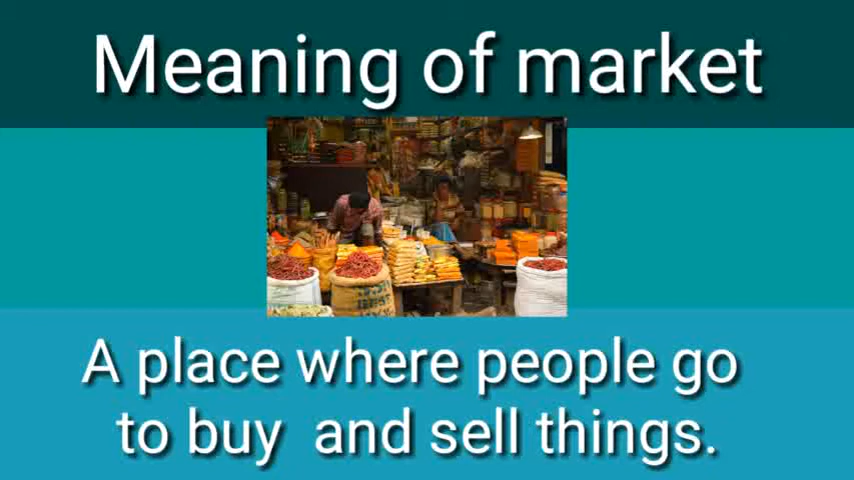 Meaning of market
A place where people go
to buy and sell things.